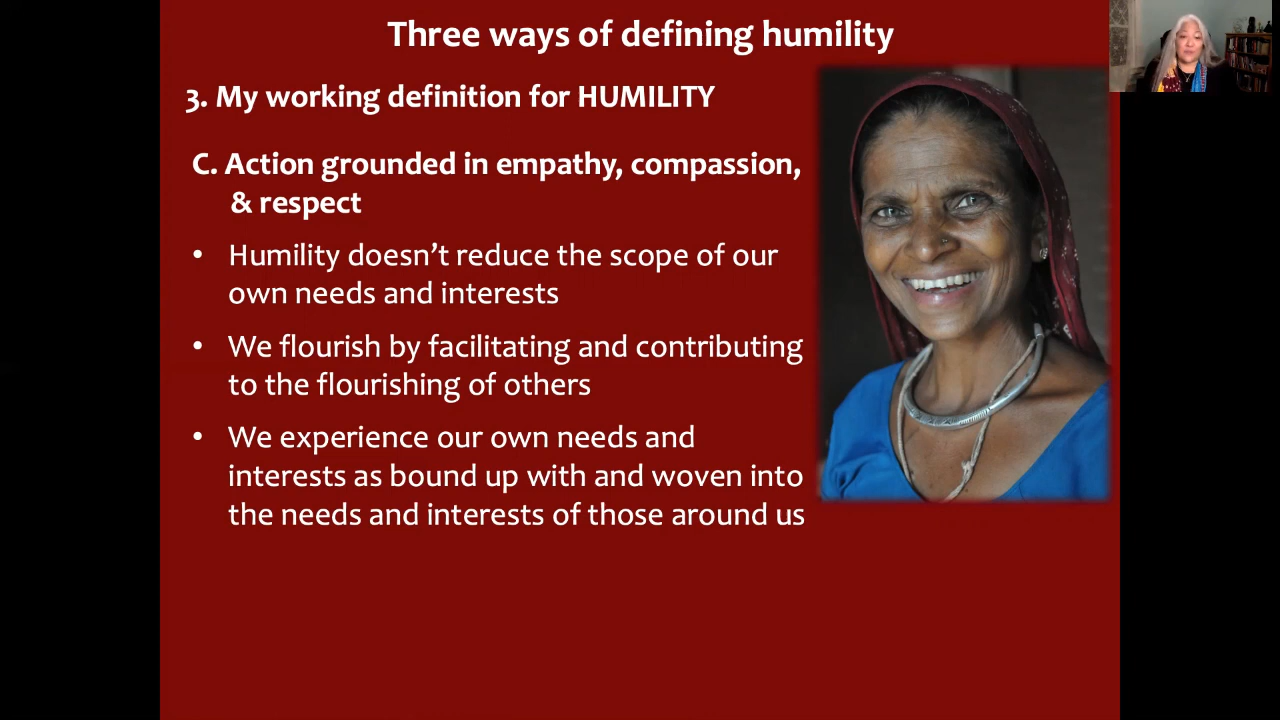 Three ways of defining humility
3. My working definition for HUMILITY
C. Action grounded in empathy, compassion,
& respect
• Humility doesn’t reduce the scope of our
own needs and interests
• We flourish by facilitating and contributing
to the flourishing of others
• We experience our own needs and
interests as bound up with and woven into
the needs and interests of those around us